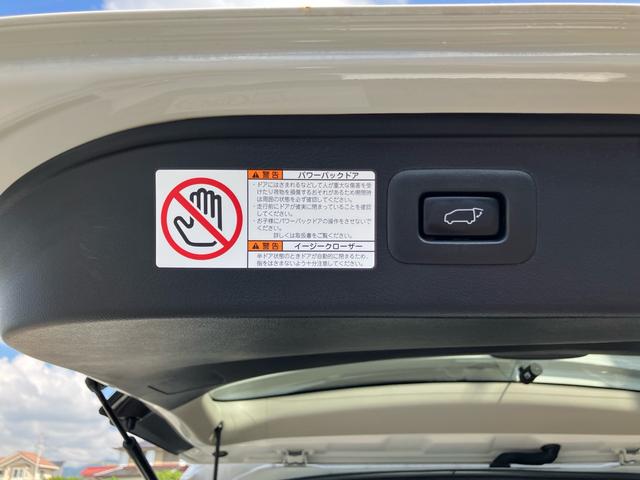 警告 パワーバックドア
・ドアにはさまれるなどして人が重大な傷害を受
けたり荷物を損傷するおそれがあるため開閉時
は周囲の状態を必ず確認してください。
・走行前にドアが確実に閉まっていることを確認
してください。
・お子様にパワーバックドアの操作をさせないで
ください。
詳しくは取扱書をご覧ください。
警告 イージークローザー
半ドア状態のときドアが自動的に閉まるため、
指をはさまないよう十分注意してください。